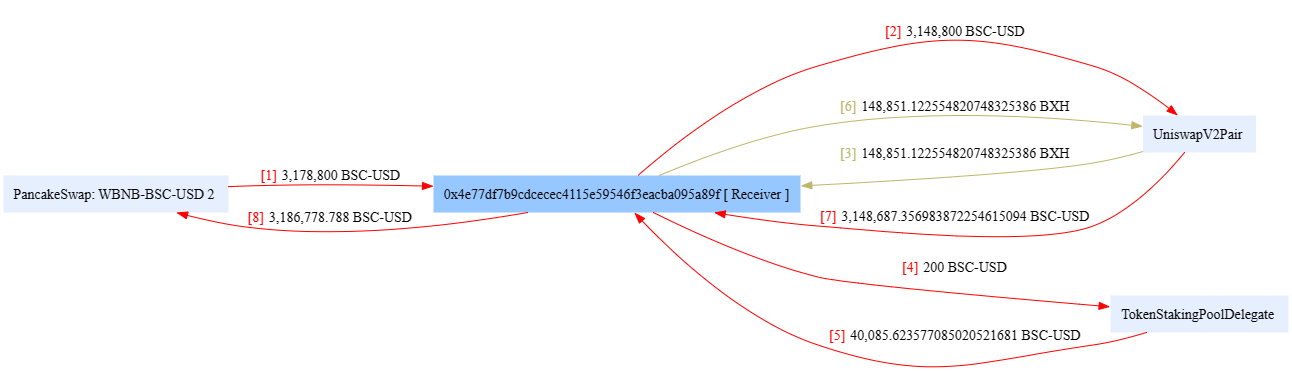 [2] 3,148,800 BSC-USD
[6] 148,851.122554820748325386 BXH
UniswapV2Pair
[3] 148,851.122554820748325386 BXH
[1] 3,178,800 BSC-USD
PancakeSwap: WBNB-BSC-USD 2
0x4e77df7b9cdcecec4115e59546f3eacba095a89f [ Receiver ]
[8] 3,186,778.788 BSC-USD
[7] 3,148,687.356983872254615094 BSC-USD
[4] 200 BSC-USD
TokenStakingPoolDelegate
[5] 40,085.623577085020521681 BSC-USD